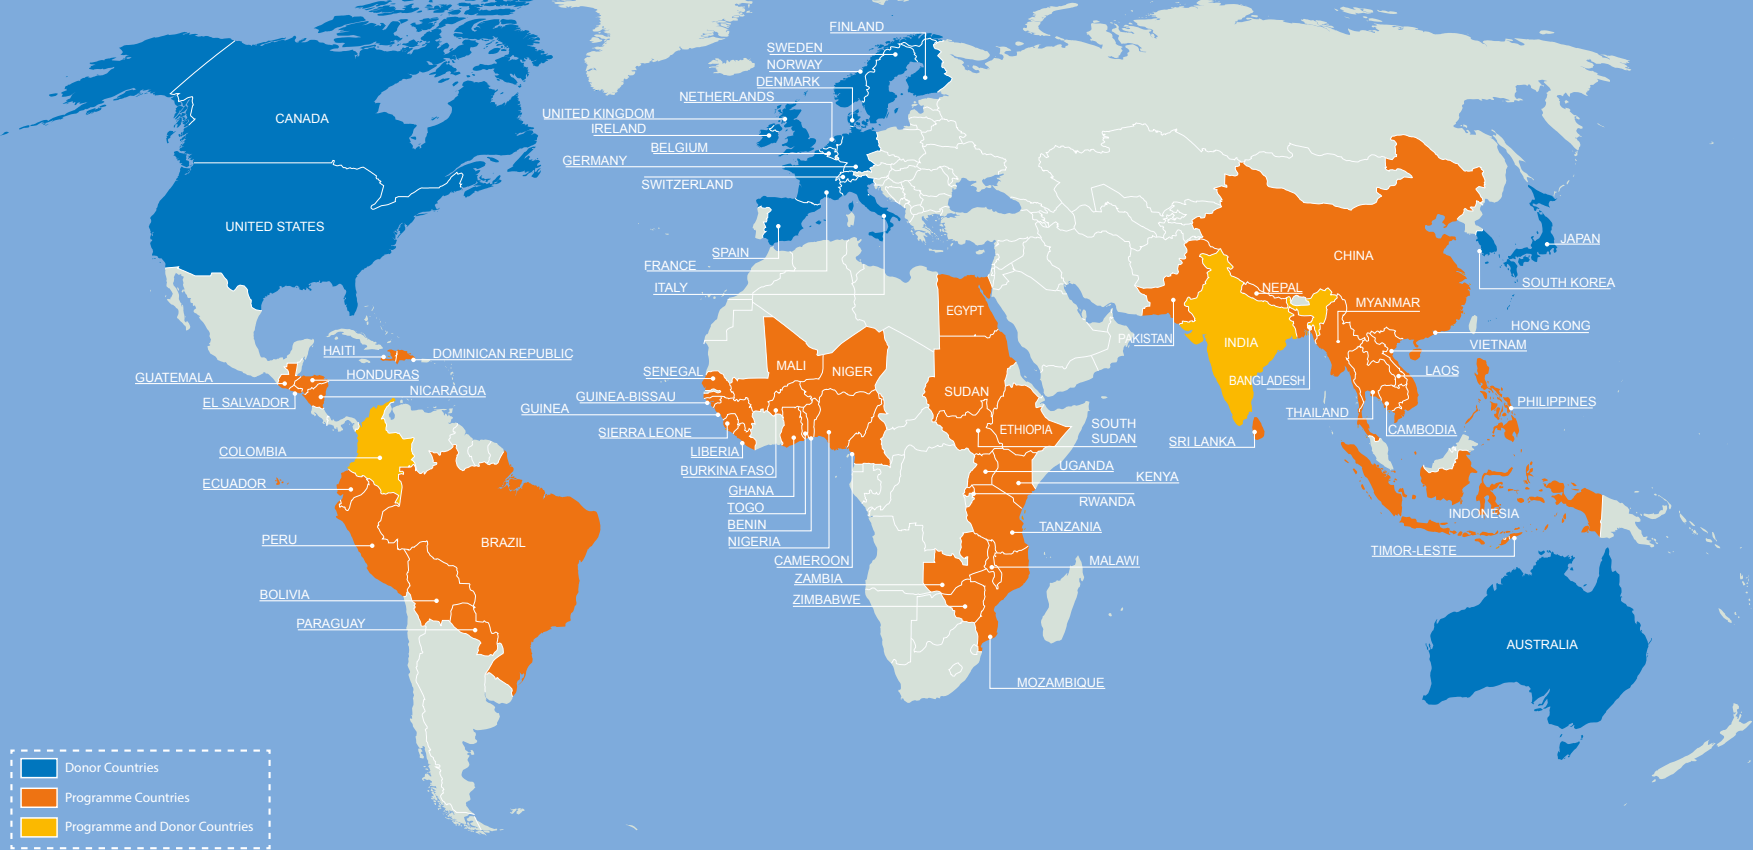 FINLAND
SWEDEN
NORWAY
DENMARK
NETHERLANDS
UNITED KINGDOM
IRELAND
BELGIUM
GERMANY
SWITZERLAND
SPAIN
FRANCE
ITALY
CANADA
UNITED STATES
HAITI
DOMINICAN REPUBLIC
GUATEMALA
HONDURAS
NICARAGUA
EL SALVADOR
COLOMBIA
ECUADOR
PERU
BRAZIL
BOLIVIA
PARAGUAY
EGYPT
MALI
NIGER
SENEGAL
GUINEA-BISSAU
GUINEA
SIERRA LEONE
LIBERIA
BURKINA FASO
GHANA
TOGO
BENIN
NIGERIA
CAMEROON
ZAMBIA
ZIMBABWE
SUDAN
ETHIOPIA
SOUTH
SUDAN
UGANDA
KENYA
RWANDA
TANZANIA
MALAWI
MOZAMBIQUE
CHINA
JAPAN
SOUTH KOREA
NEPAL
MYANMAR
PAKISTAN
INDIA
HONG KONG
VIETNAM
LAOS
BANGLADESH
THAILAND
PHILIPPINES
CAMBODIA
SRI LANKA
INDONESIA
TIMOR-LESTE
AUSTRALIA
Donor Countries
Programme Countries
Programme and Donor Countries